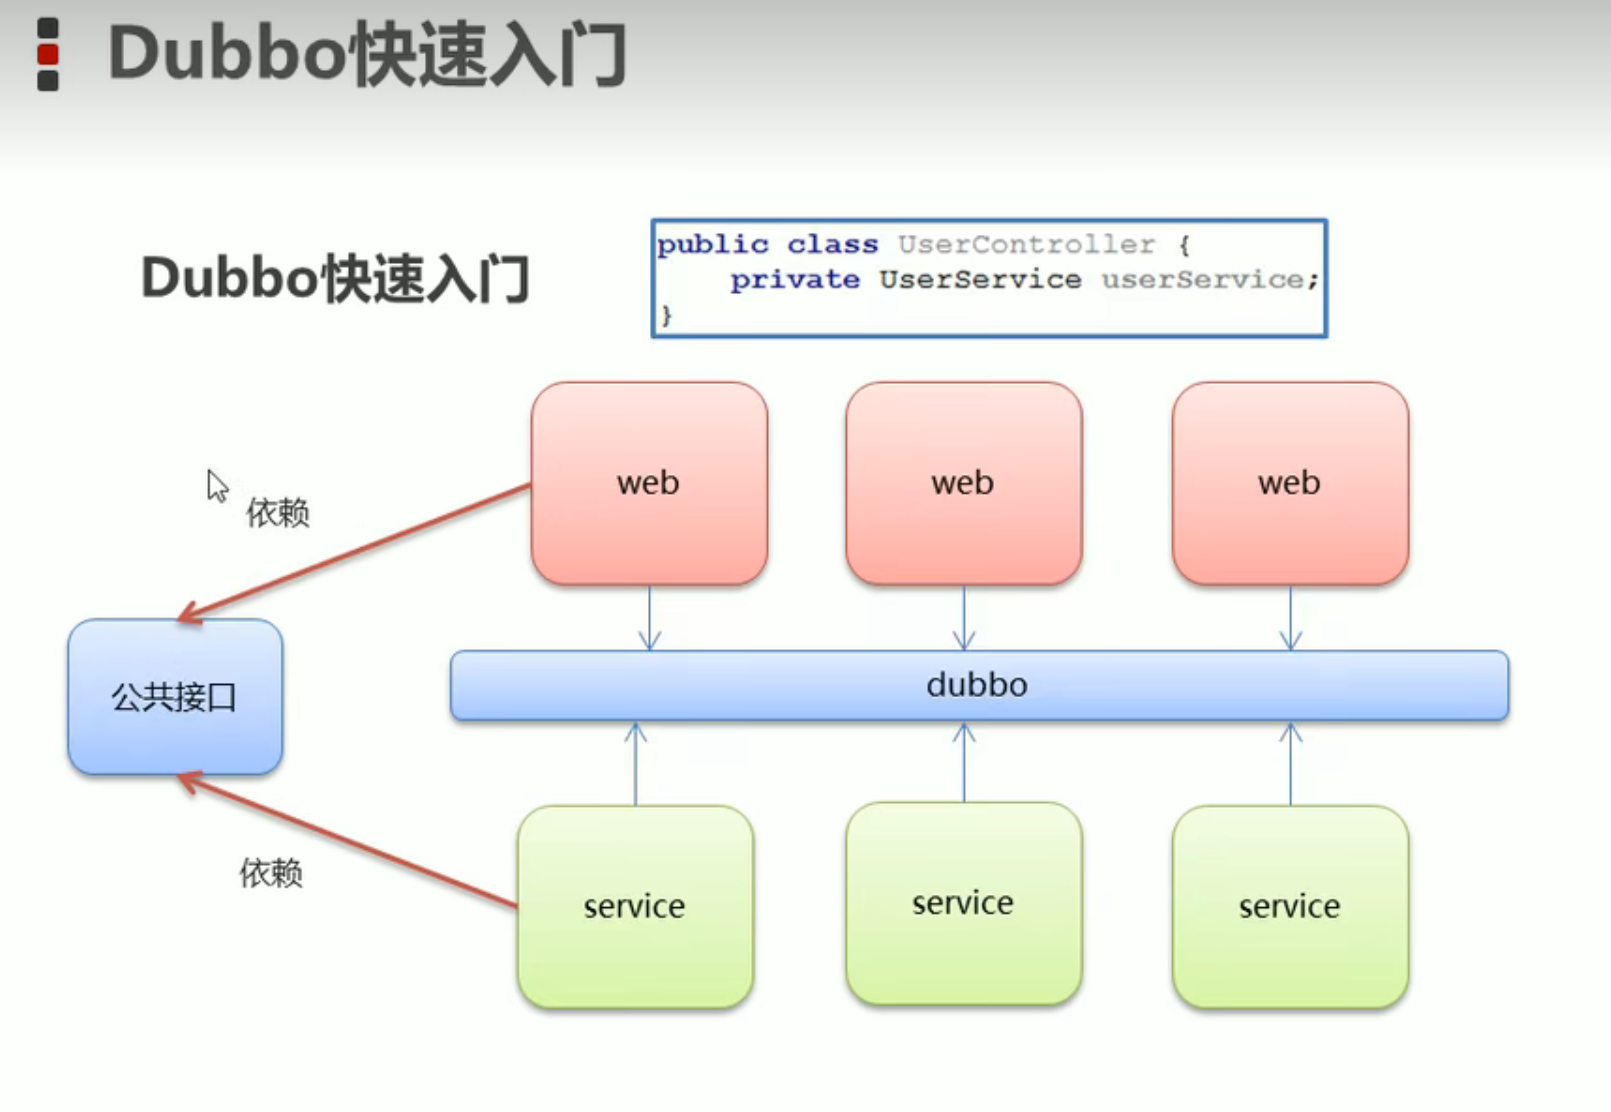 Dubbo快速入门
Dubbo快速入门
public class UserController {
    private UserService userService;
}
web
web
web
依赖
公共接口
dubbo
依赖
service
service
service